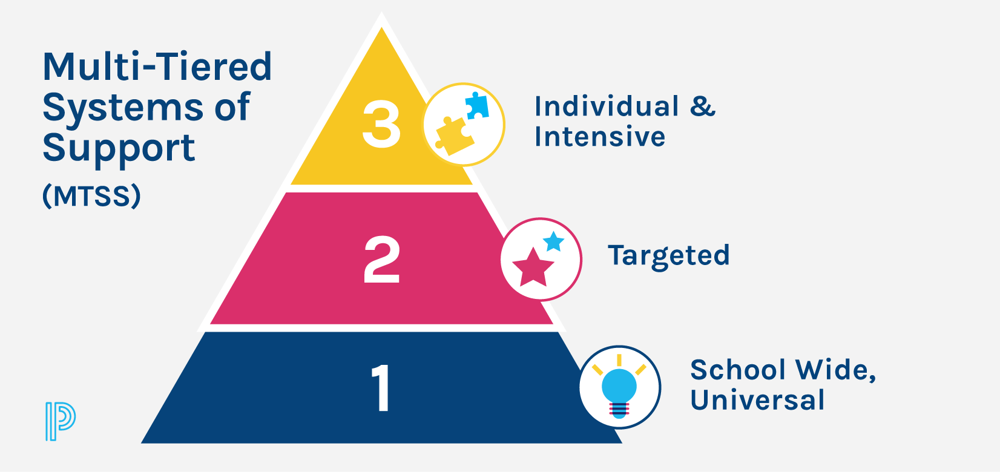 Multi-Tiered
Systems of
Support
(MTSS)
3
Individual &
Intensive
2
Targeted
1
School Wide,
Universal